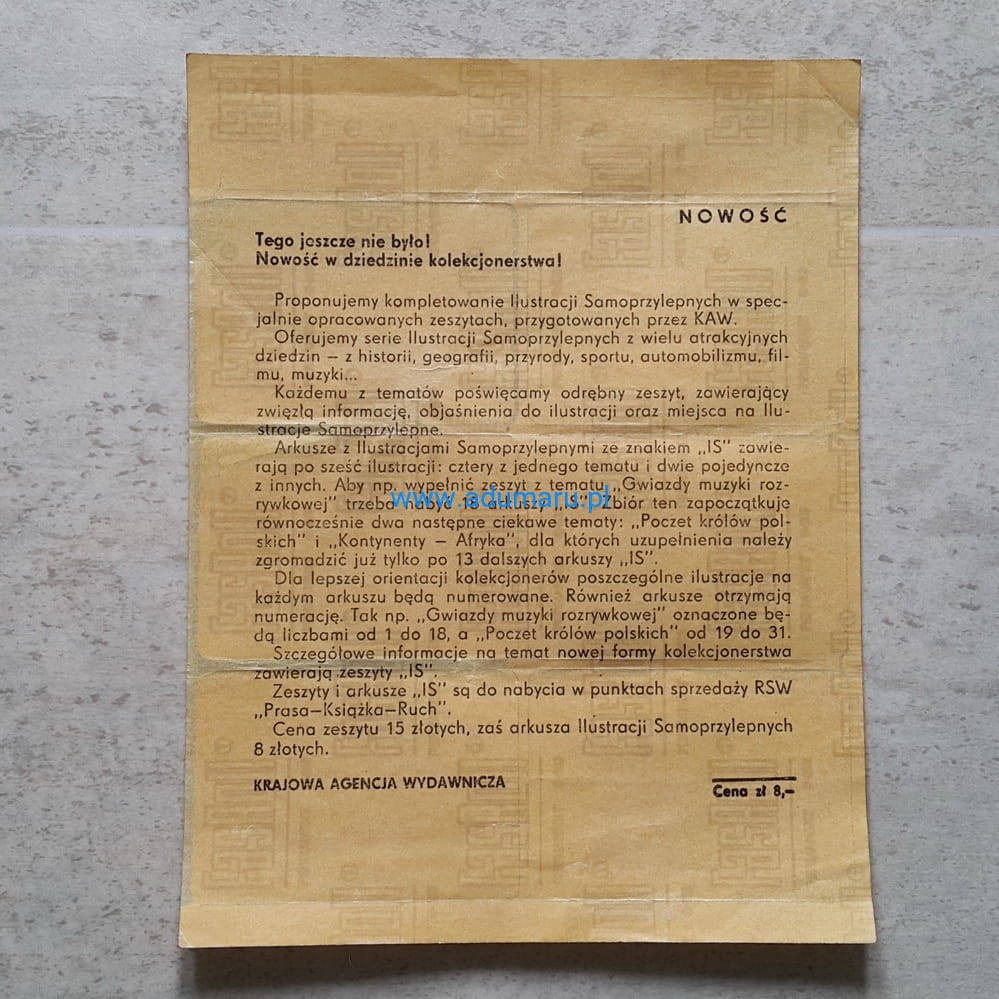 NOWOŚĆ
Tego jeszcze nie było!
Nowość w dziedzinie kolekcjonerstwa!
Proponujemy kompletowanie Ilustracji Samoprzylepnych w spec-
jalnie opracowanych zeszytach, przygotowanych przez KAW.
Oferujemy serie Ilustracji Samoprzylepnych z wielu atrakcyjnych
dziedzin — z historii, geografii, przyrody, sportu, automobilizmu, fil-
mu, muzyki...
Każdemu z tematów poświęcamy odrębny zeszyt, zawierający
zwięzłą informację, objaśnienia do ilustracji oraz miejsca na Ilu-
stracje Samoprzylepne.
Arkusze z Ilustracjami Samoprzylepnymi ze znakiem „IS" zawie-
rają po sześć ilustracji: cztery z jednego tematu i dwie pojedyncze
z innych. Aby np. wypełnić zeszyt z tematu „Gwiazdy muzyki roz-
www.adumaru.pl
rywkowej" trzeba nabyć 18 arkuszy „IS". Zbiór ten zapoczątkuje
równocześnie dwa następne ciekawe tematy: „Poczet królów pol-
skich" i „Kontynenty — Afryka", dla których uzupełnienia należy
zgromadzić już tylko po 13 dalszych arkuszy „IS".
Dla lepszej orientacji kolekcjonerów poszczególne ilustracje na
każdym arkuszu będą numerowane. Również arkusze otrzymają
numerację. Tak np. „Gwiazdy muzyki rozrywkowej" oznaczone bę-
dą liczbami od 1 do 18, a „Poczet królów polskich" od 19 do 31.
Szczegółowe informacje na temat nowej formy kolekcjonerstwa
zawierają zeszyty „IS".
Zeszyty i arkusze „IS" są do nabycia w punktach sprzedaży RSW
„Prasa—Książka—Ruch".
Cena zeszytu 15 złotych, zaś arkusza Ilustracji Samoprzylepnych
8 złotych.
KRAJOWA AGENCJA WYDAWNICZA
Cena zł 8,—